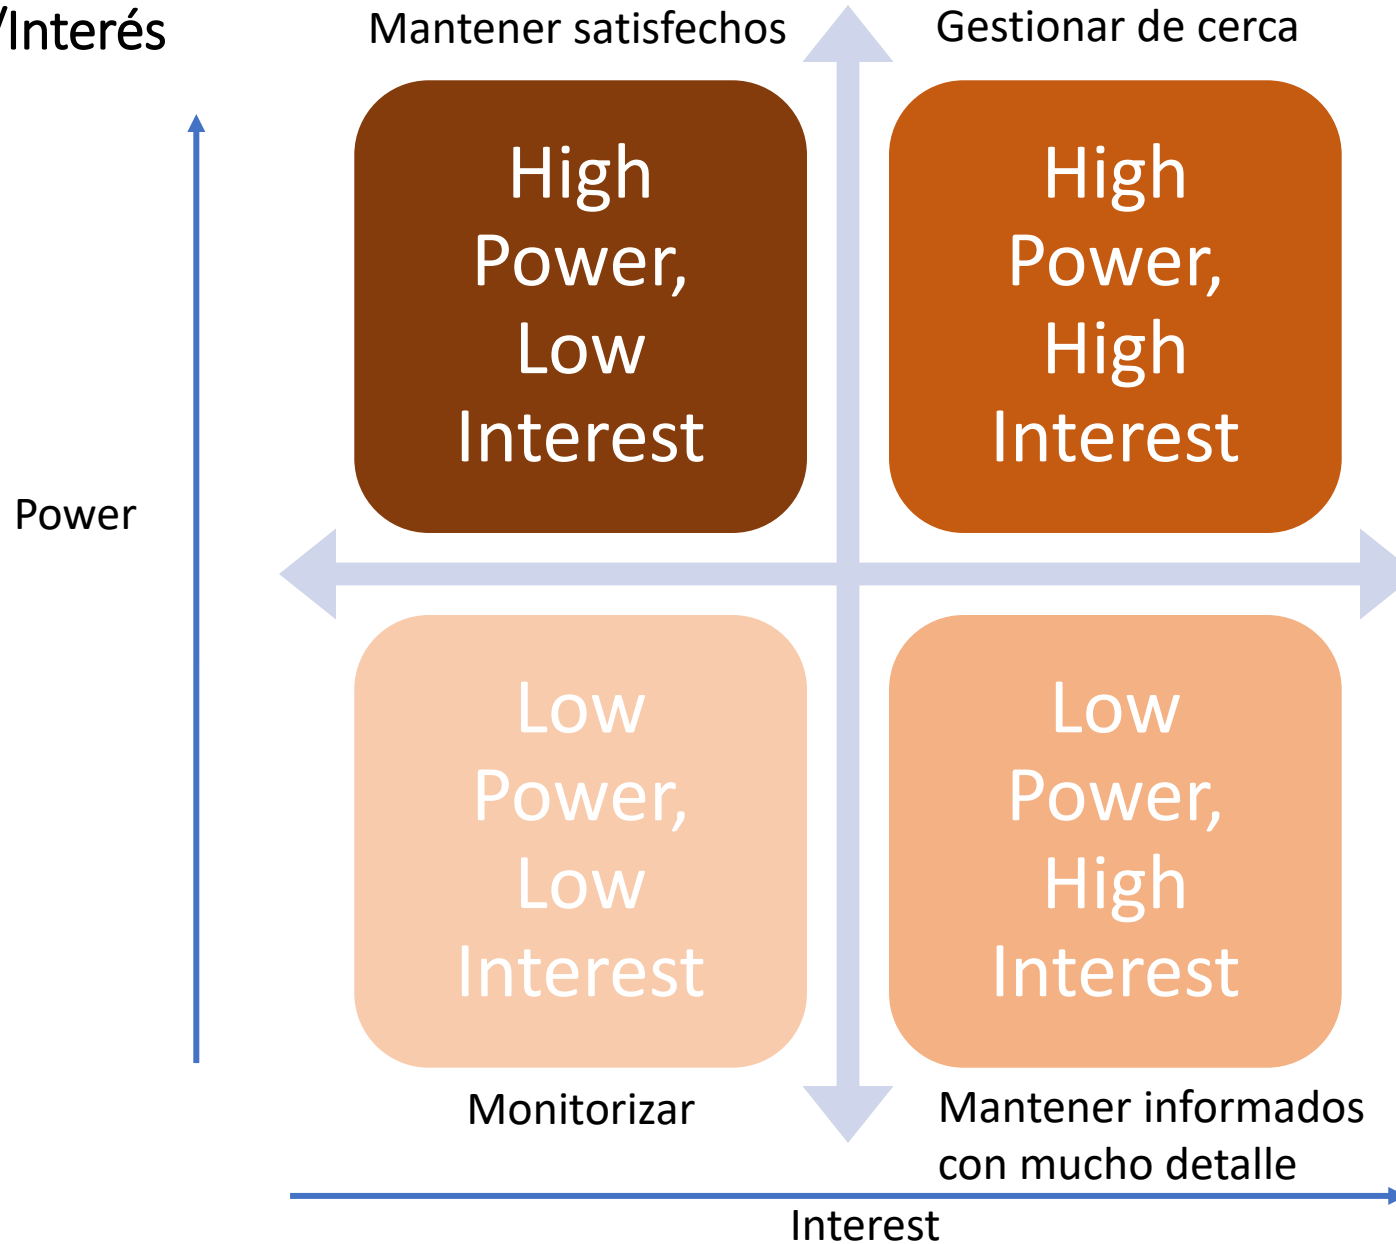 /Interés
Mantener satisfechos
Gestionar de cerca
High
Power,
Low
Interest
High
Power,
High
Interest
Power
Low
Power,
Low
Interest
Low
Power,
High
Interest
Monitorizar
Mantener informados
con mucho detalle
Interest